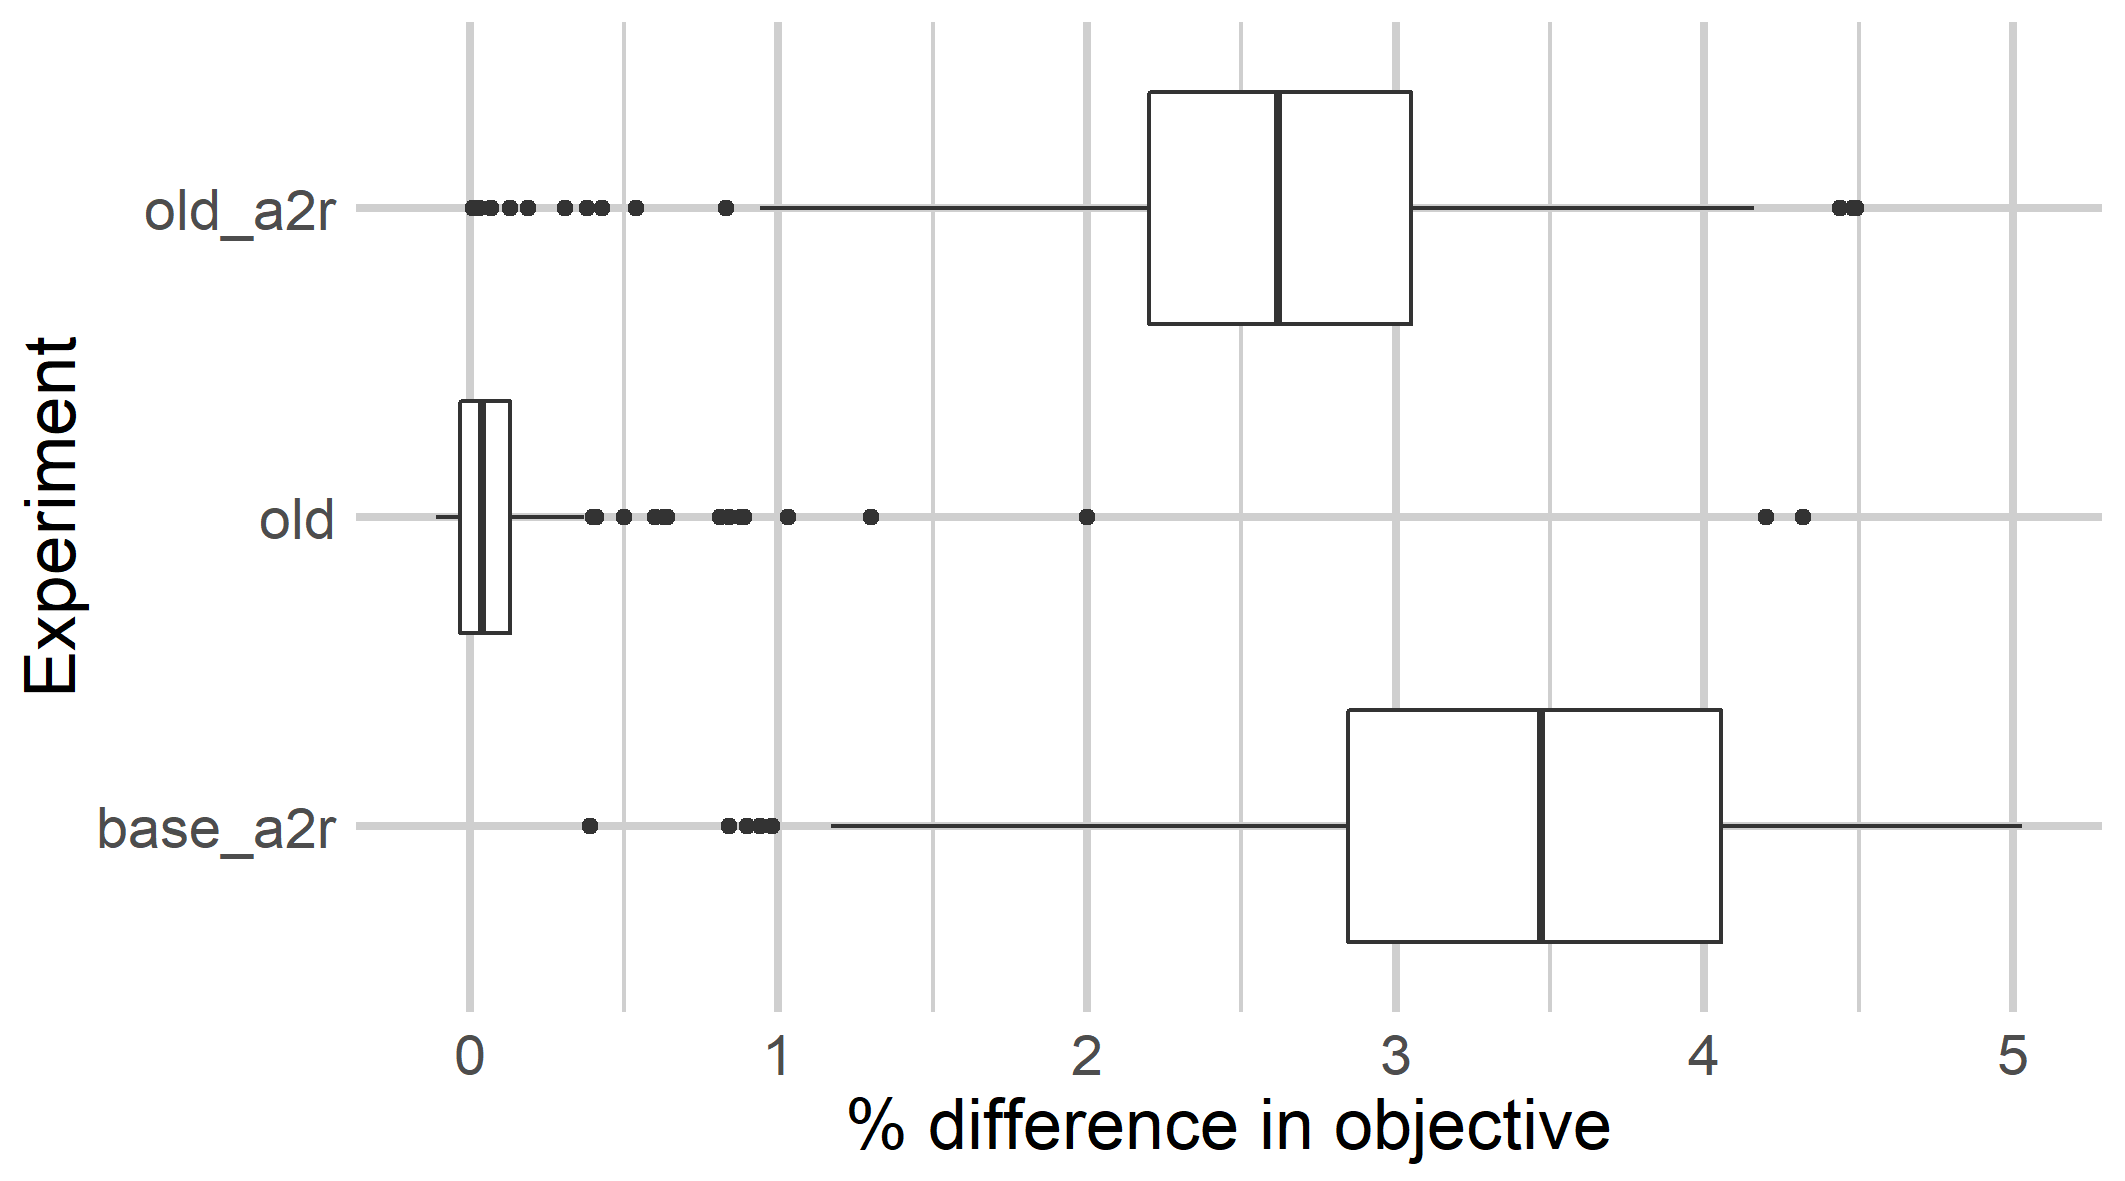 Experiment
old_a2r
old
base_a2r
0 1 2 3 4 5
% difference in objective